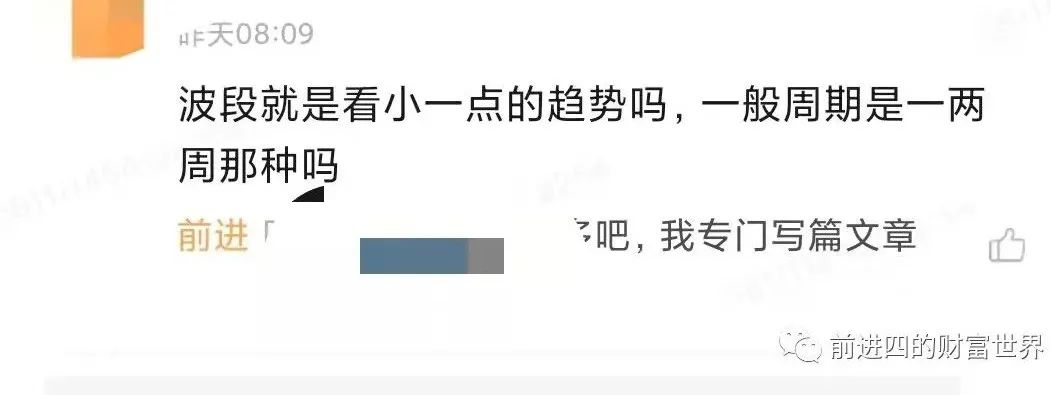 昨天08:09
波段就是看小一点的趋势吗，一般周期是一两
周那种吗
前进「 吧，我专门写篇文章
前进四的财富世界